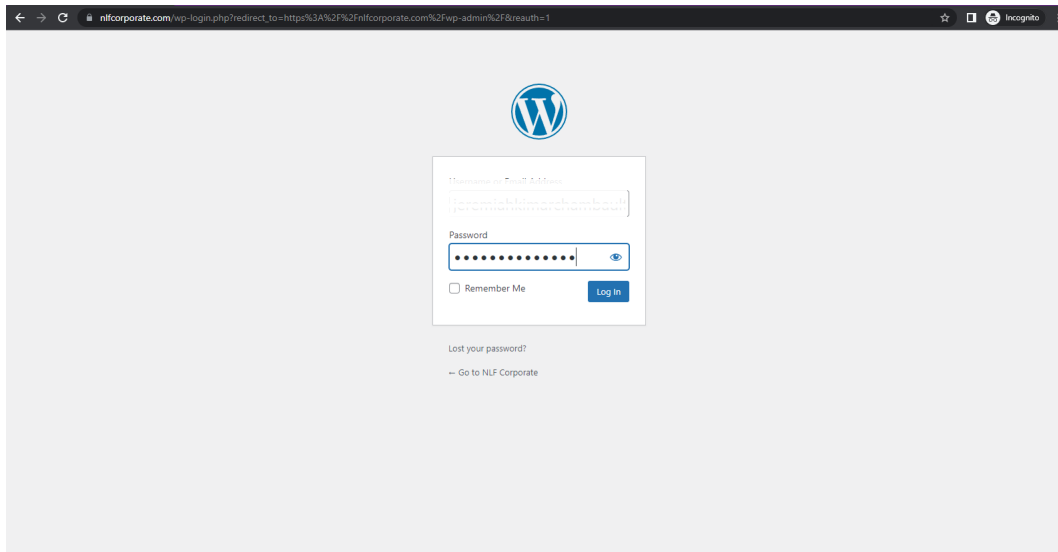 nlfcorporate.com/wp-login.php?redirect_to=https%3A%2F%2Fnlfcorporate.com%2Fwp-admin%2F&reauth=1
Incognito
Password
Remember Me
Log In
Lost your password?
← Go to NLF Corporate